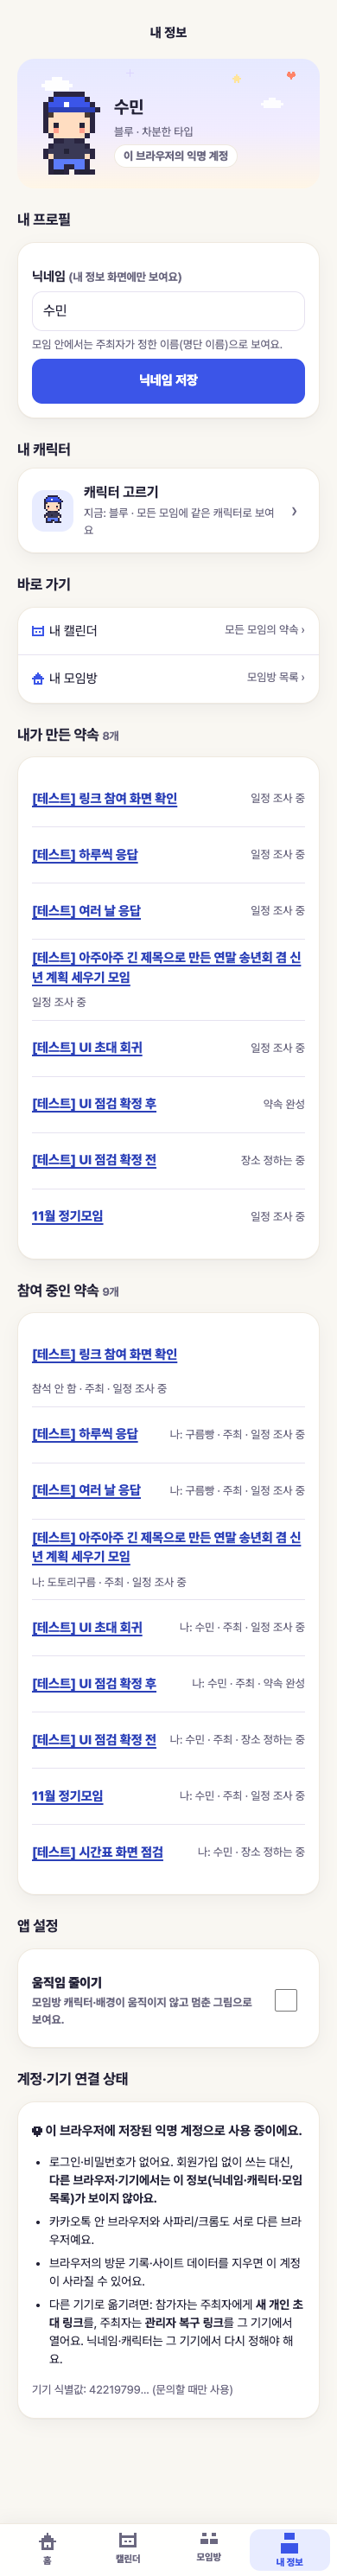 내 정보
수민
블루 · 차분한 타입
이 브라우저의 익명 계정
내 프로필
닉네임 (내 정보 화면에만 보여요)
수민
모임 안에서는 주최자가 정한 이름(명단 이름)으로 보여요.
닉네임 저장
내 캐릭터
캐릭터 고르기
지금: 블루 · 모든 모임에 같은 캐릭터로 보여
요
›
바로 가기
내 캘린더 모든 모임의 약속 ›
내 모임방 모임방 목록 ›
내가 만든 약속 8개
[테스트] 링크 참여 화면 확인 일정 조사 중
[테스트] 하루씩 응답 일정 조사 중
[테스트] 여러 날 응답 일정 조사 중
[테스트] 아주아주 긴 제목으로 만든 연말 송년회 겸 신
년 계획 세우기 모임
일정 조사 중
[테스트] UI 초대 회귀 일정 조사 중
[테스트] UI 점검 확정 후 약속 완성
[테스트] UI 점검 확정 전 장소 정하는 중
11월 정기모임 일정 조사 중
참여 중인 약속 9개
[테스트] 링크 참여 화면 확인
참석 안 함 · 주최 · 일정 조사 중
[테스트] 하루씩 응답 나: 구름빵 · 주최 · 일정 조사 중
[테스트] 여러 날 응답 나: 구름빵 · 주최 · 일정 조사 중
[테스트] 아주아주 긴 제목으로 만든 연말 송년회 겸 신
년 계획 세우기 모임
나: 도토리구름 · 주최 · 일정 조사 중
[테스트] UI 초대 회귀 나: 수민 · 주최 · 일정 조사 중
[테스트] UI 점검 확정 후 나: 수민 · 주최 · 약속 완성
[테스트] UI 점검 확정 전 나: 수민 · 주최 · 장소 정하는 중
11월 정기모임 나: 수민 · 주최 · 일정 조사 중
[테스트] 시간표 화면 점검 나: 수민 · 장소 정하는 중
앱 설정
움직임 줄이기
모임방 캐릭터·배경이 움직이지 않고 멈춘 그림으로
보여요.
계정·기기 연결 상태
이 브라우저에 저장된 익명 계정으로 사용 중이에요.
• 로그인·비밀번호가 없어요. 회원가입 없이 쓰는 대신,
다른 브라우저·기기에서는 이 정보(닉네임·캐릭터·모임
목록)가 보이지 않아요.
• 카카오톡 안 브라우저와 사파리/크롬도 서로 다른 브라
우저예요.
• 브라우저의 방문 기록·사이트 데이터를 지우면 이 계정
이 사라질 수 있어요.
• 다른 기기로 옮기려면: 참가자는 주최자에게 새 개인 초
대 링크를, 주최자는 관리자 복구 링크를 그 기기에서
열어요. 닉네임·캐릭터는 그 기기에서 다시 정해야 해
요.
기기 식별값: 42219799… (문의할 때만 사용)
홈 캘린더 모임방 내 정보